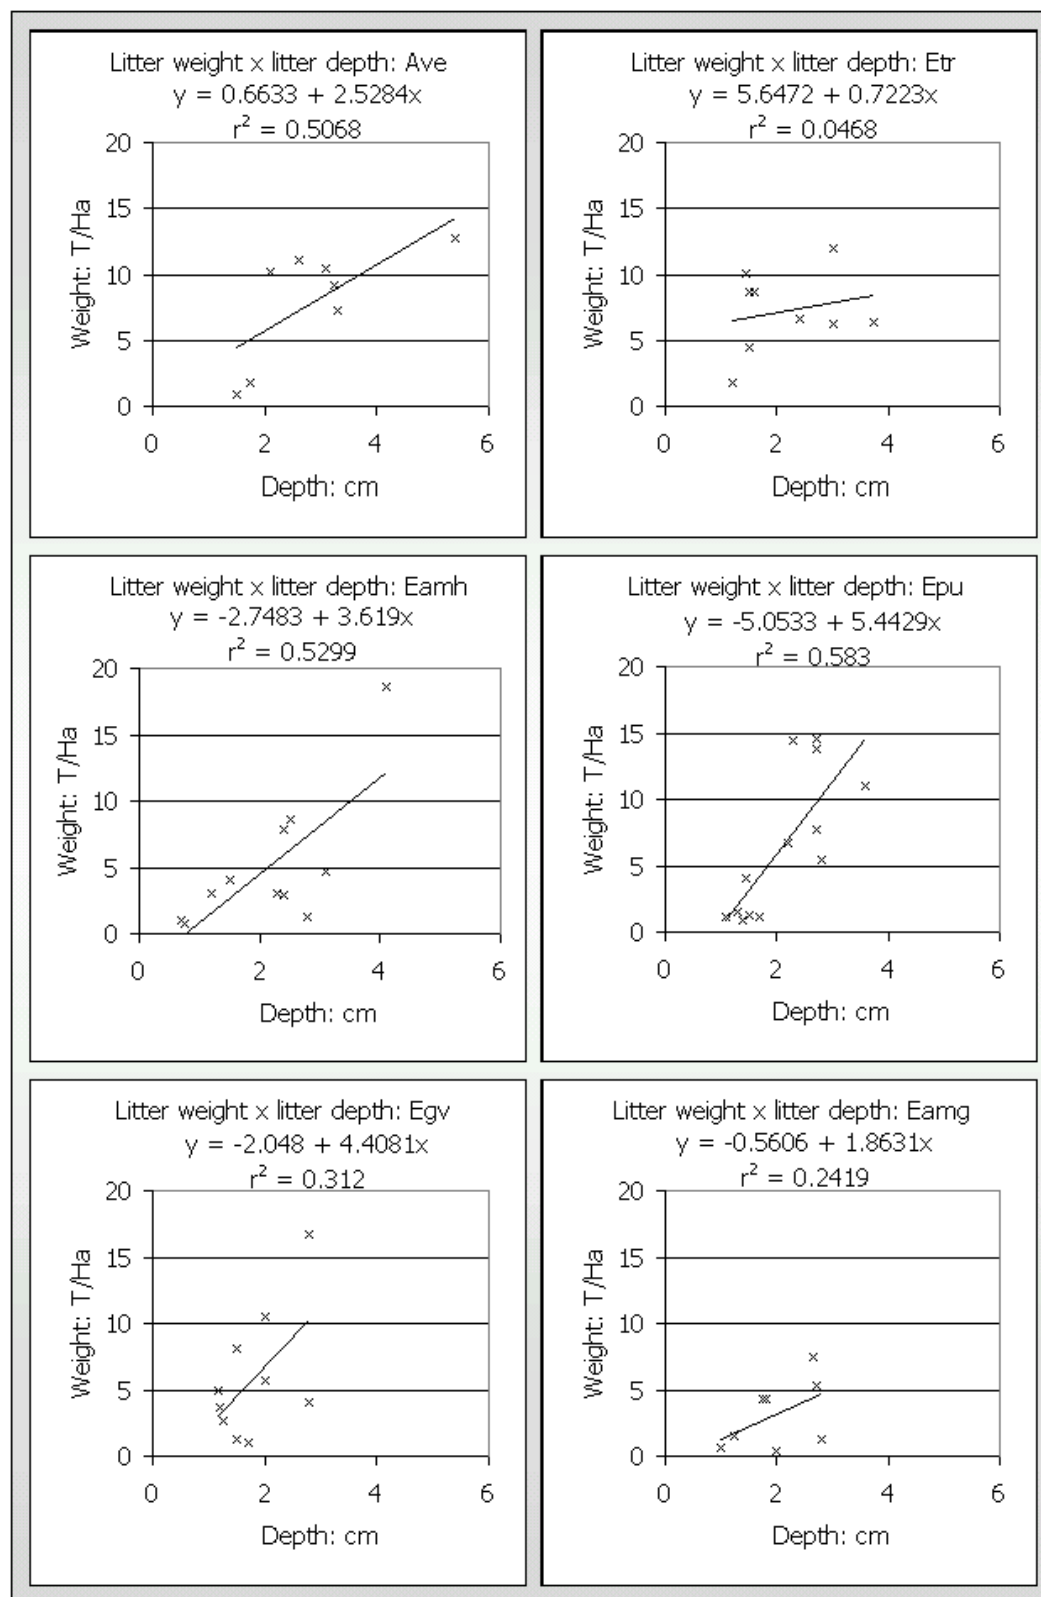 Litter weight x litter depth: Ave
y = 0.6633 + 2.5284x
r² = 0.5068
20
15
10
5
0
0 2 4 6
Weight: T/Ha
Depth: cm
Litter weight x litter depth: Etr
y = 5.6472 + 0.7223x
r² = 0.0468
20
15
10
5
0
0 2 4 6
Weight: T/Ha
Depth: cm
Litter weight x litter depth: Eamh
y = -2.7483 + 3.619x
r² = 0.5299
20
15
10
5
0
0 2 4 6
Weight: T/Ha
Depth: cm
Litter weight x litter depth: Epu
y = -5.0533 + 5.4429x
r² = 0.583
20
15
10
5
0
0 2 4 6
Weight: T/Ha
Depth: cm
Litter weight x litter depth: Egv
y = -2.048 + 4.4081x
r² = 0.312
20
15
10
5
0
0 2 4 6
Weight: T/Ha
Depth: cm
Litter weight x litter depth: Eamg
y = -0.5606 + 1.8631x
r² = 0.2419
20
15
10
5
0
0 2 4 6
Weight: T/Ha
Depth: cm